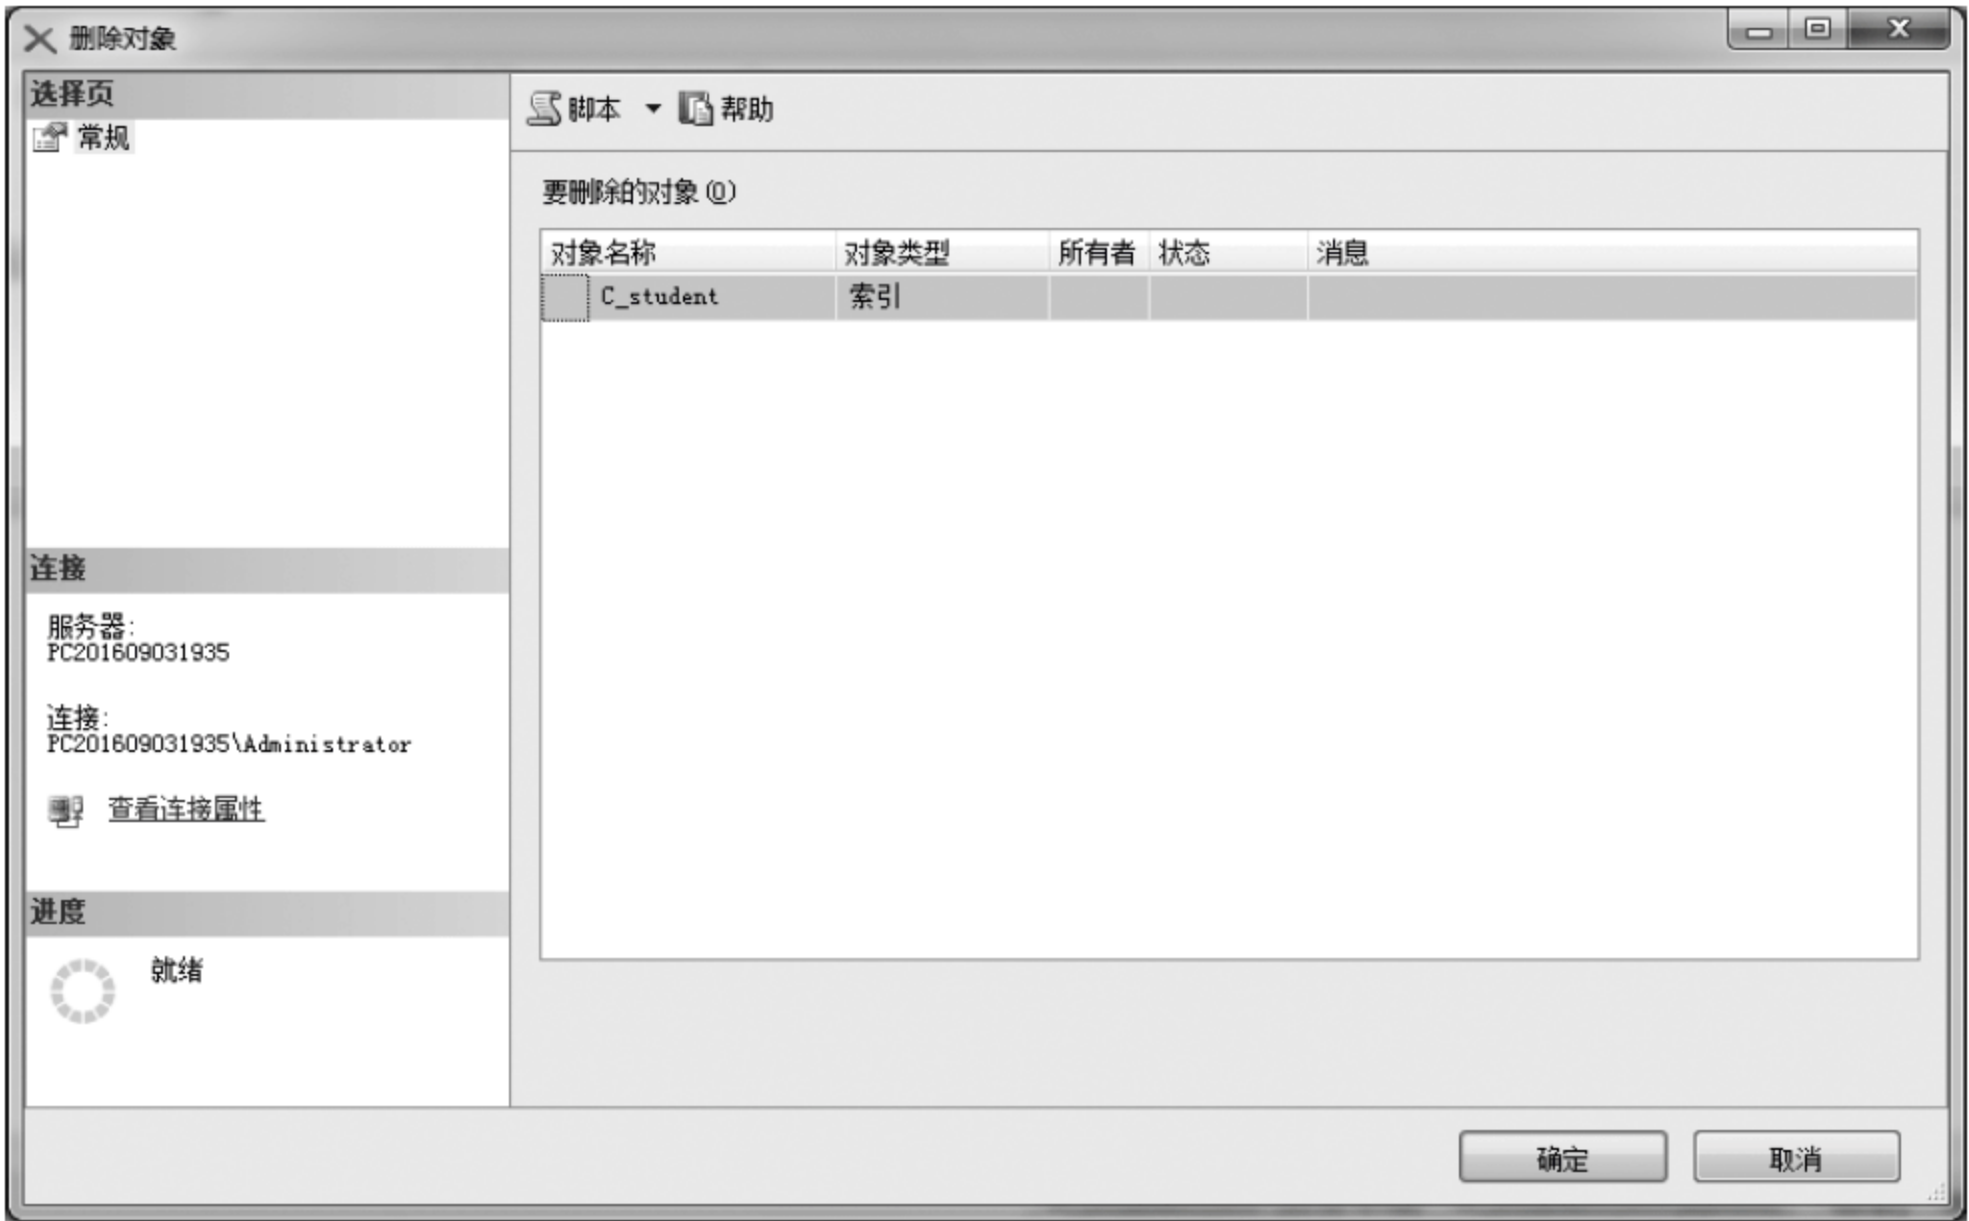 删除对象
选择页
常规
脚本 帮助
要删除的对象(O)
对象名称 对象类型 所有者 状态 消息
C_student 索引
连接
服务器:
PC201609031935
连接:
PC201609031935\Administrator
查看连接属性
进度
就绪
确定 取消